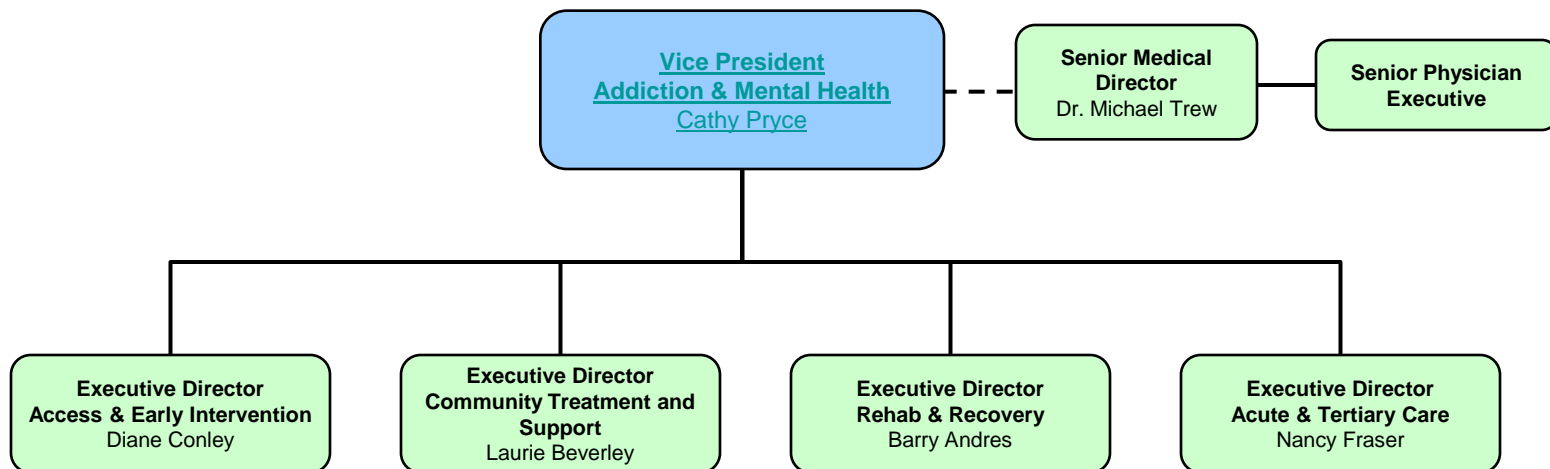 Vice President
Addiction & Mental Health
Cathy Pryce
Senior Medical
Director
Dr. Michael Trew
Senior Physician
Executive
Executive Director
Access & Early Intervention
Diane Conley
Executive Director
Community Treatment and
Support
Laurie Beverley
Executive Director
Rehab & Recovery
Barry Andres
Executive Director
Acute & Tertiary Care
Nancy Fraser